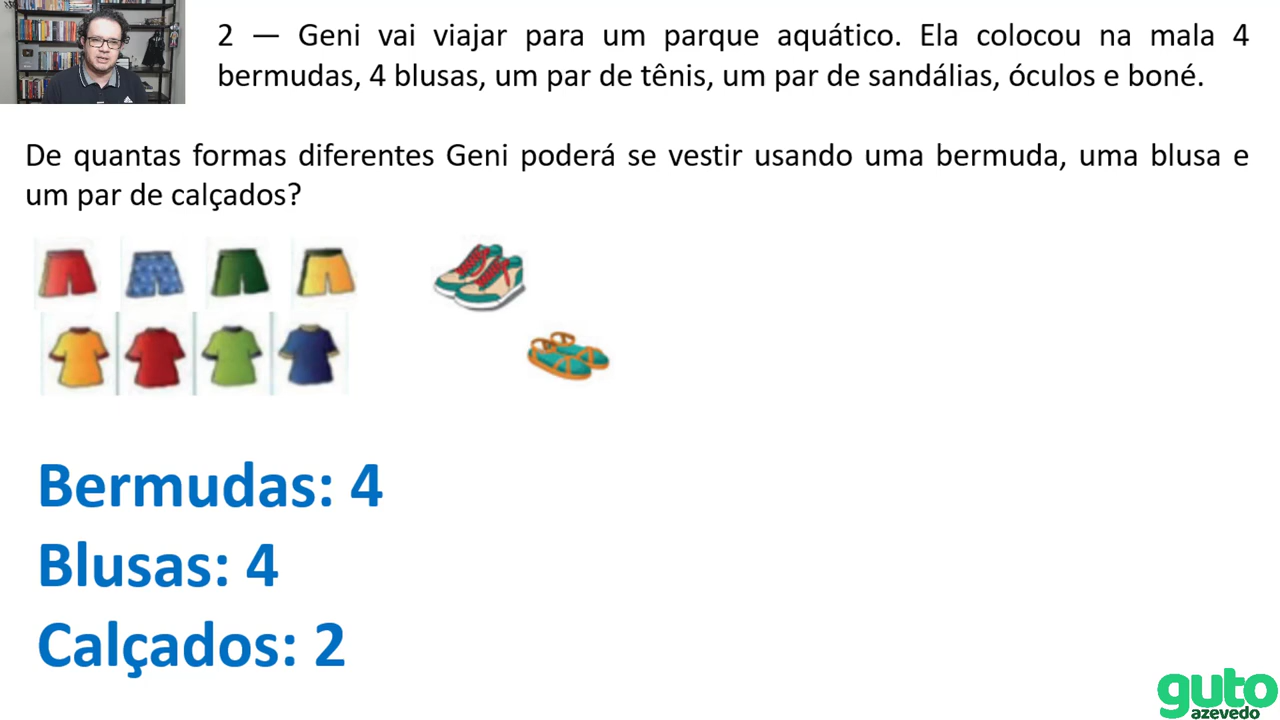 2 — Geni vai viajar para um parque aquático. Ela colocou na mala 4
bermudas, 4 blusas, um par de tênis, um par de sandálias, óculos e boné.
De quantas formas diferentes Geni poderá se vestir usando uma bermuda, uma blusa e
um par de calçados?
Bermudas: 4
Blusas: 4
Calçados: 2
guto
azevedo